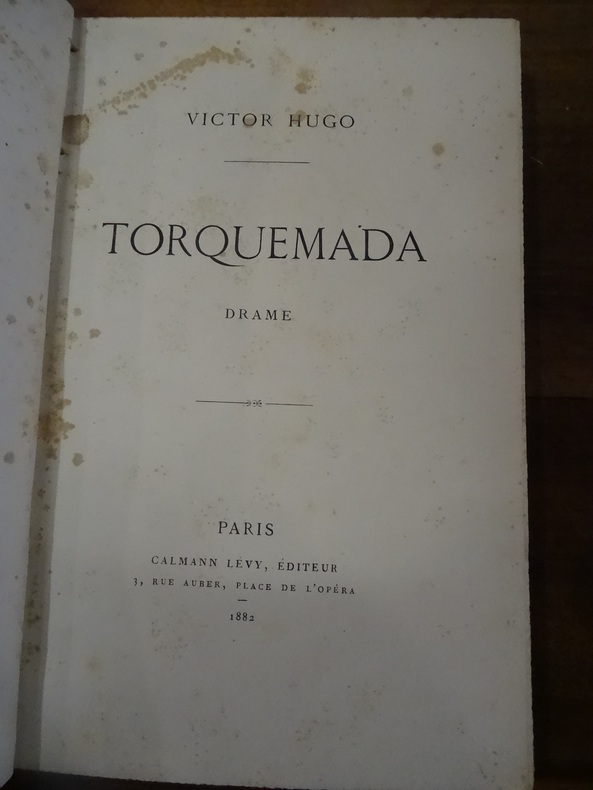 VICTOR HUGO
TORQUEMADA
DRAME
PARIS
CALMANN LÉVY, ÉDITEUR
3, RUE AUBER, PLACE DE L'OPÉRA
1882